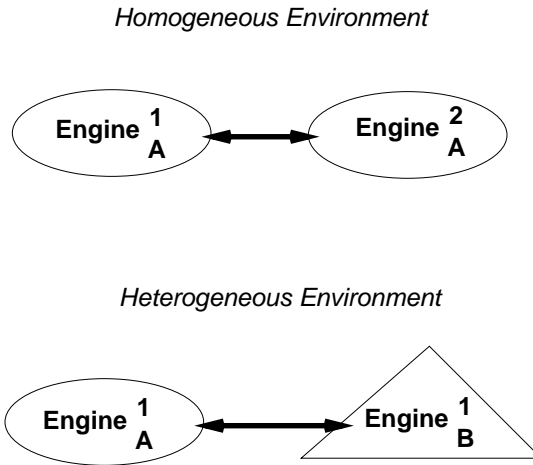 Homogeneous Environment
Engine 1 A
Engine 2 A
Heterogeneous Environment
Engine 1 A
Engine 1 B